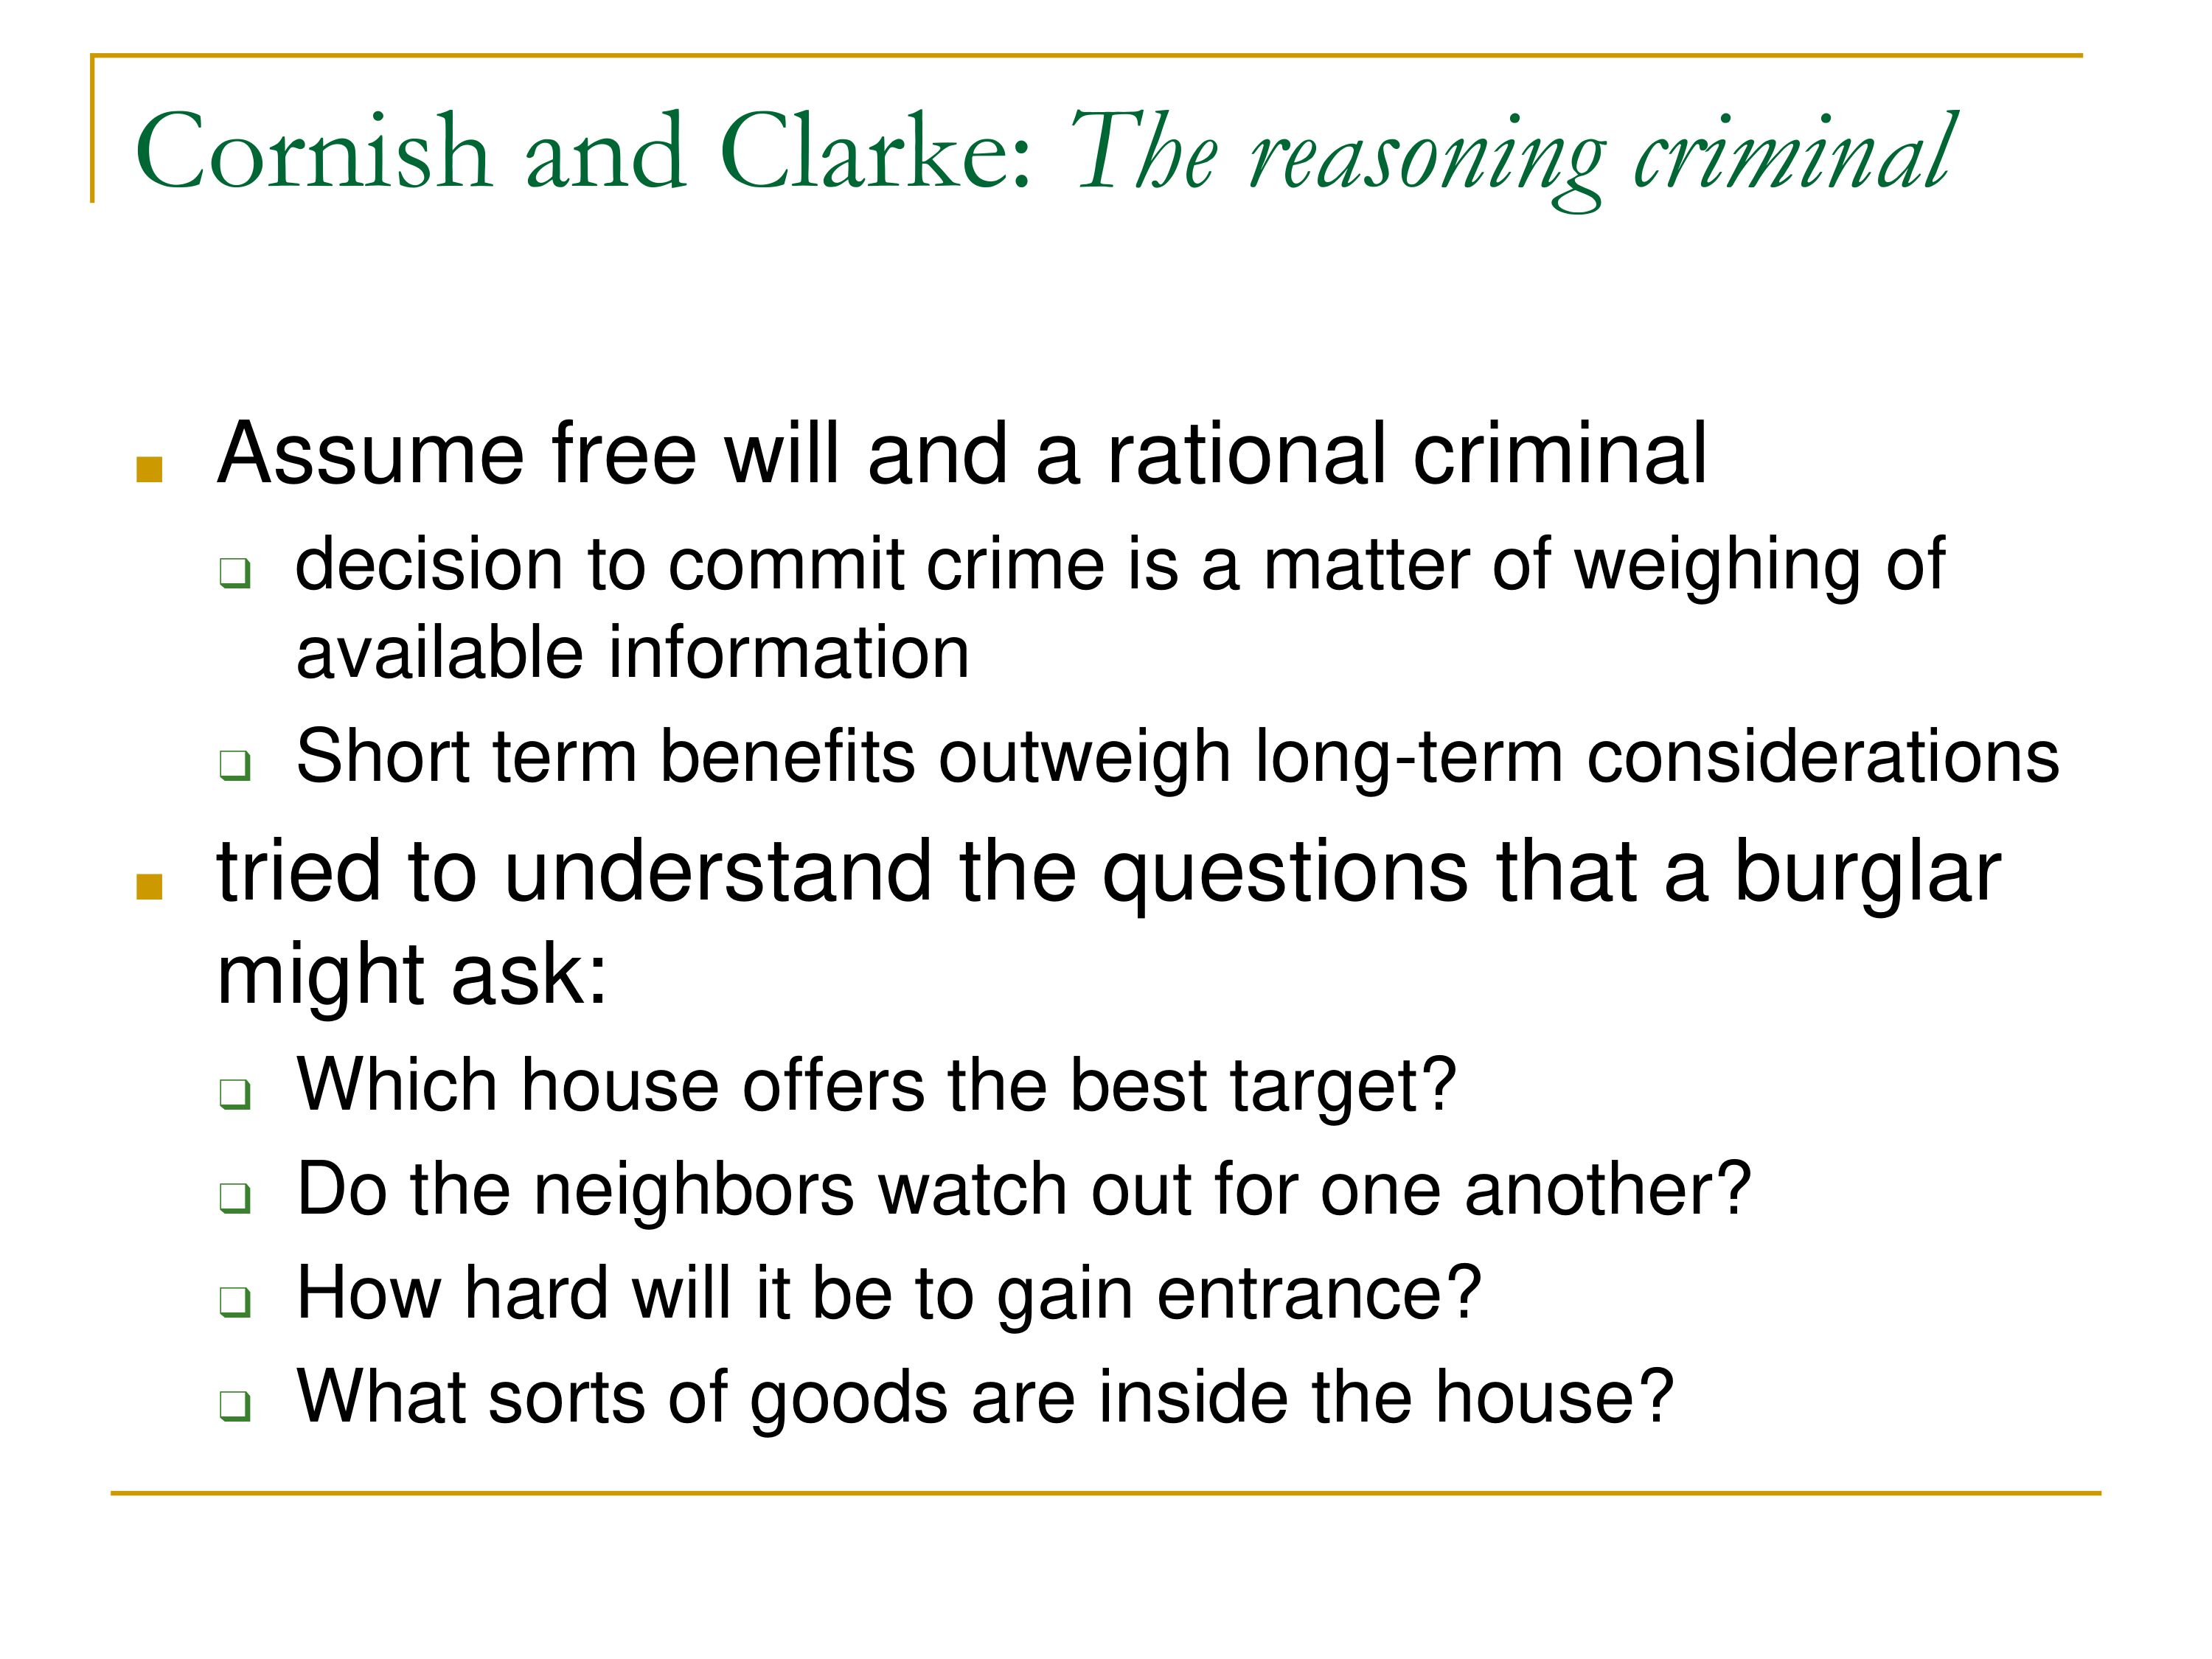 Cornish and Clarke: The reasoning criminal
Assume free will and a rational criminal
decision to commit crime is a matter of weighing of
available information
Short term benefits outweigh long-term considerations
tried to understand the questions that a burglar
might ask:
Which house offers the best target?
Do the neighbors watch out for one another?
How hard will it be to gain entrance?
What sorts of goods are inside the house?